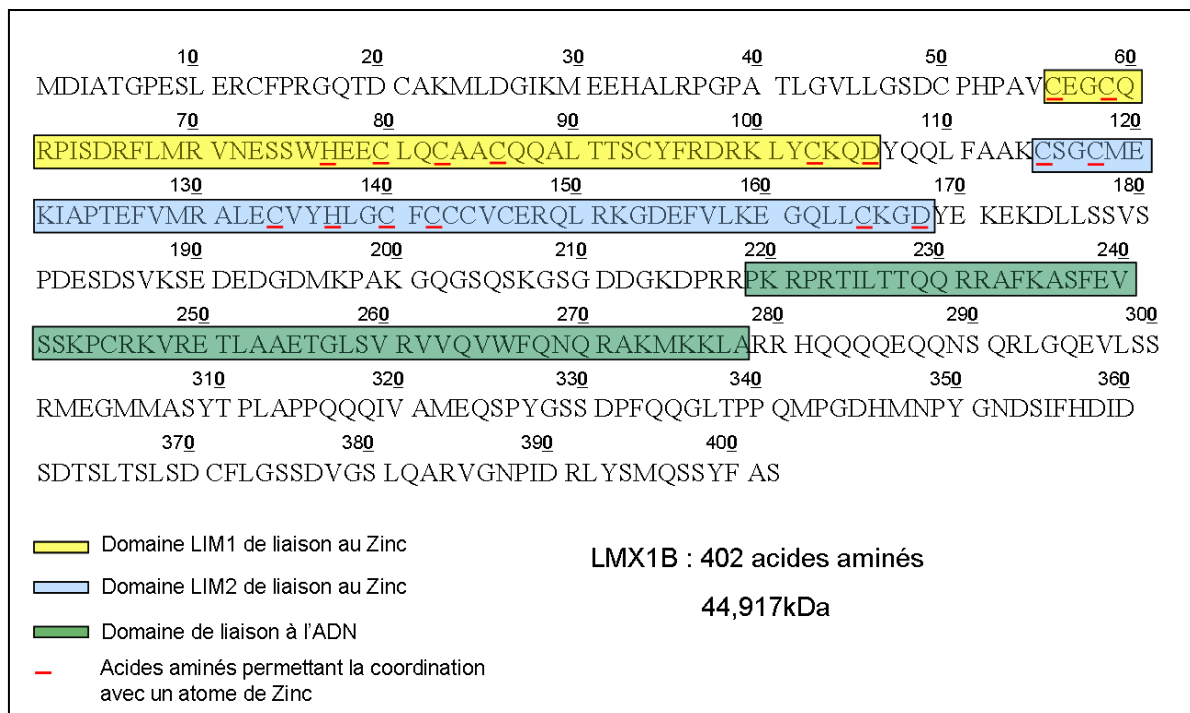 10 20 30 40 50 60
MDIATGPESL ERCFPRGQTD CAKMLDGIKM EEHALRPGPA TLGVLLGSDC PHPAVCEGCQ
70 80 90 100 110 120
RPISDRFLMR VNESSWHEEC LQCAACQQAL TTSCYFRDRK LYCKQDYQQL FAAKCSGCME
130 140 150 160 170 180
KIAPTEFVMR ALECVYHLGC FCCCVCERQL RKGDEFVLKE GQLLCKGDYE KEKDLLSSVS
190 200 210 220 230 240
PDESDSVKSE DEDGDMKPAK GQGSQSKGSG DDGKDPRRPKRPRTILTTQQ RRAFKASFEV
250 260 270 280 290 300
SSKPCRKVRE TLAAETGLSV RVVQVWFQNQ RAKMKKLARR HQQQQEQQNS QRLGQEVLSS
310 320 330 340 350 360
RMEGMMASYT PLAPPQQQIV AMEQSPYGSS DPFQQGLTPP QMPGDHMNPY GNDSIFHDID
370 380 390 400
SDTSLTSLSD CFLGSSDVGS LQARVGNPID RLYSMQSSYF AS
Domaine LIM1 de liaison au Zinc
Domaine LIM2 de liaison au Zinc
Domaine de liaison à l'ADN
Acides aminés permettant la coordination
avec un atome de Zinc
LMX1B : 402 acides aminés
44,917kDa